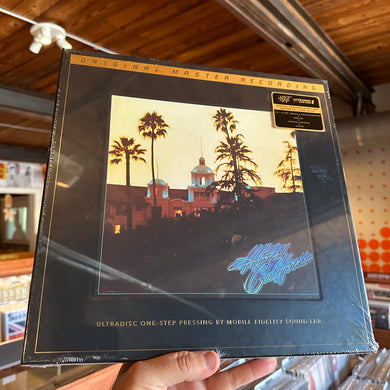 ORIGINAL MASTER RECORDING
Hotel
California
ULTRADISC ONE-STEP PRESSING BY MOBILE FIDELITY SOUND LAB